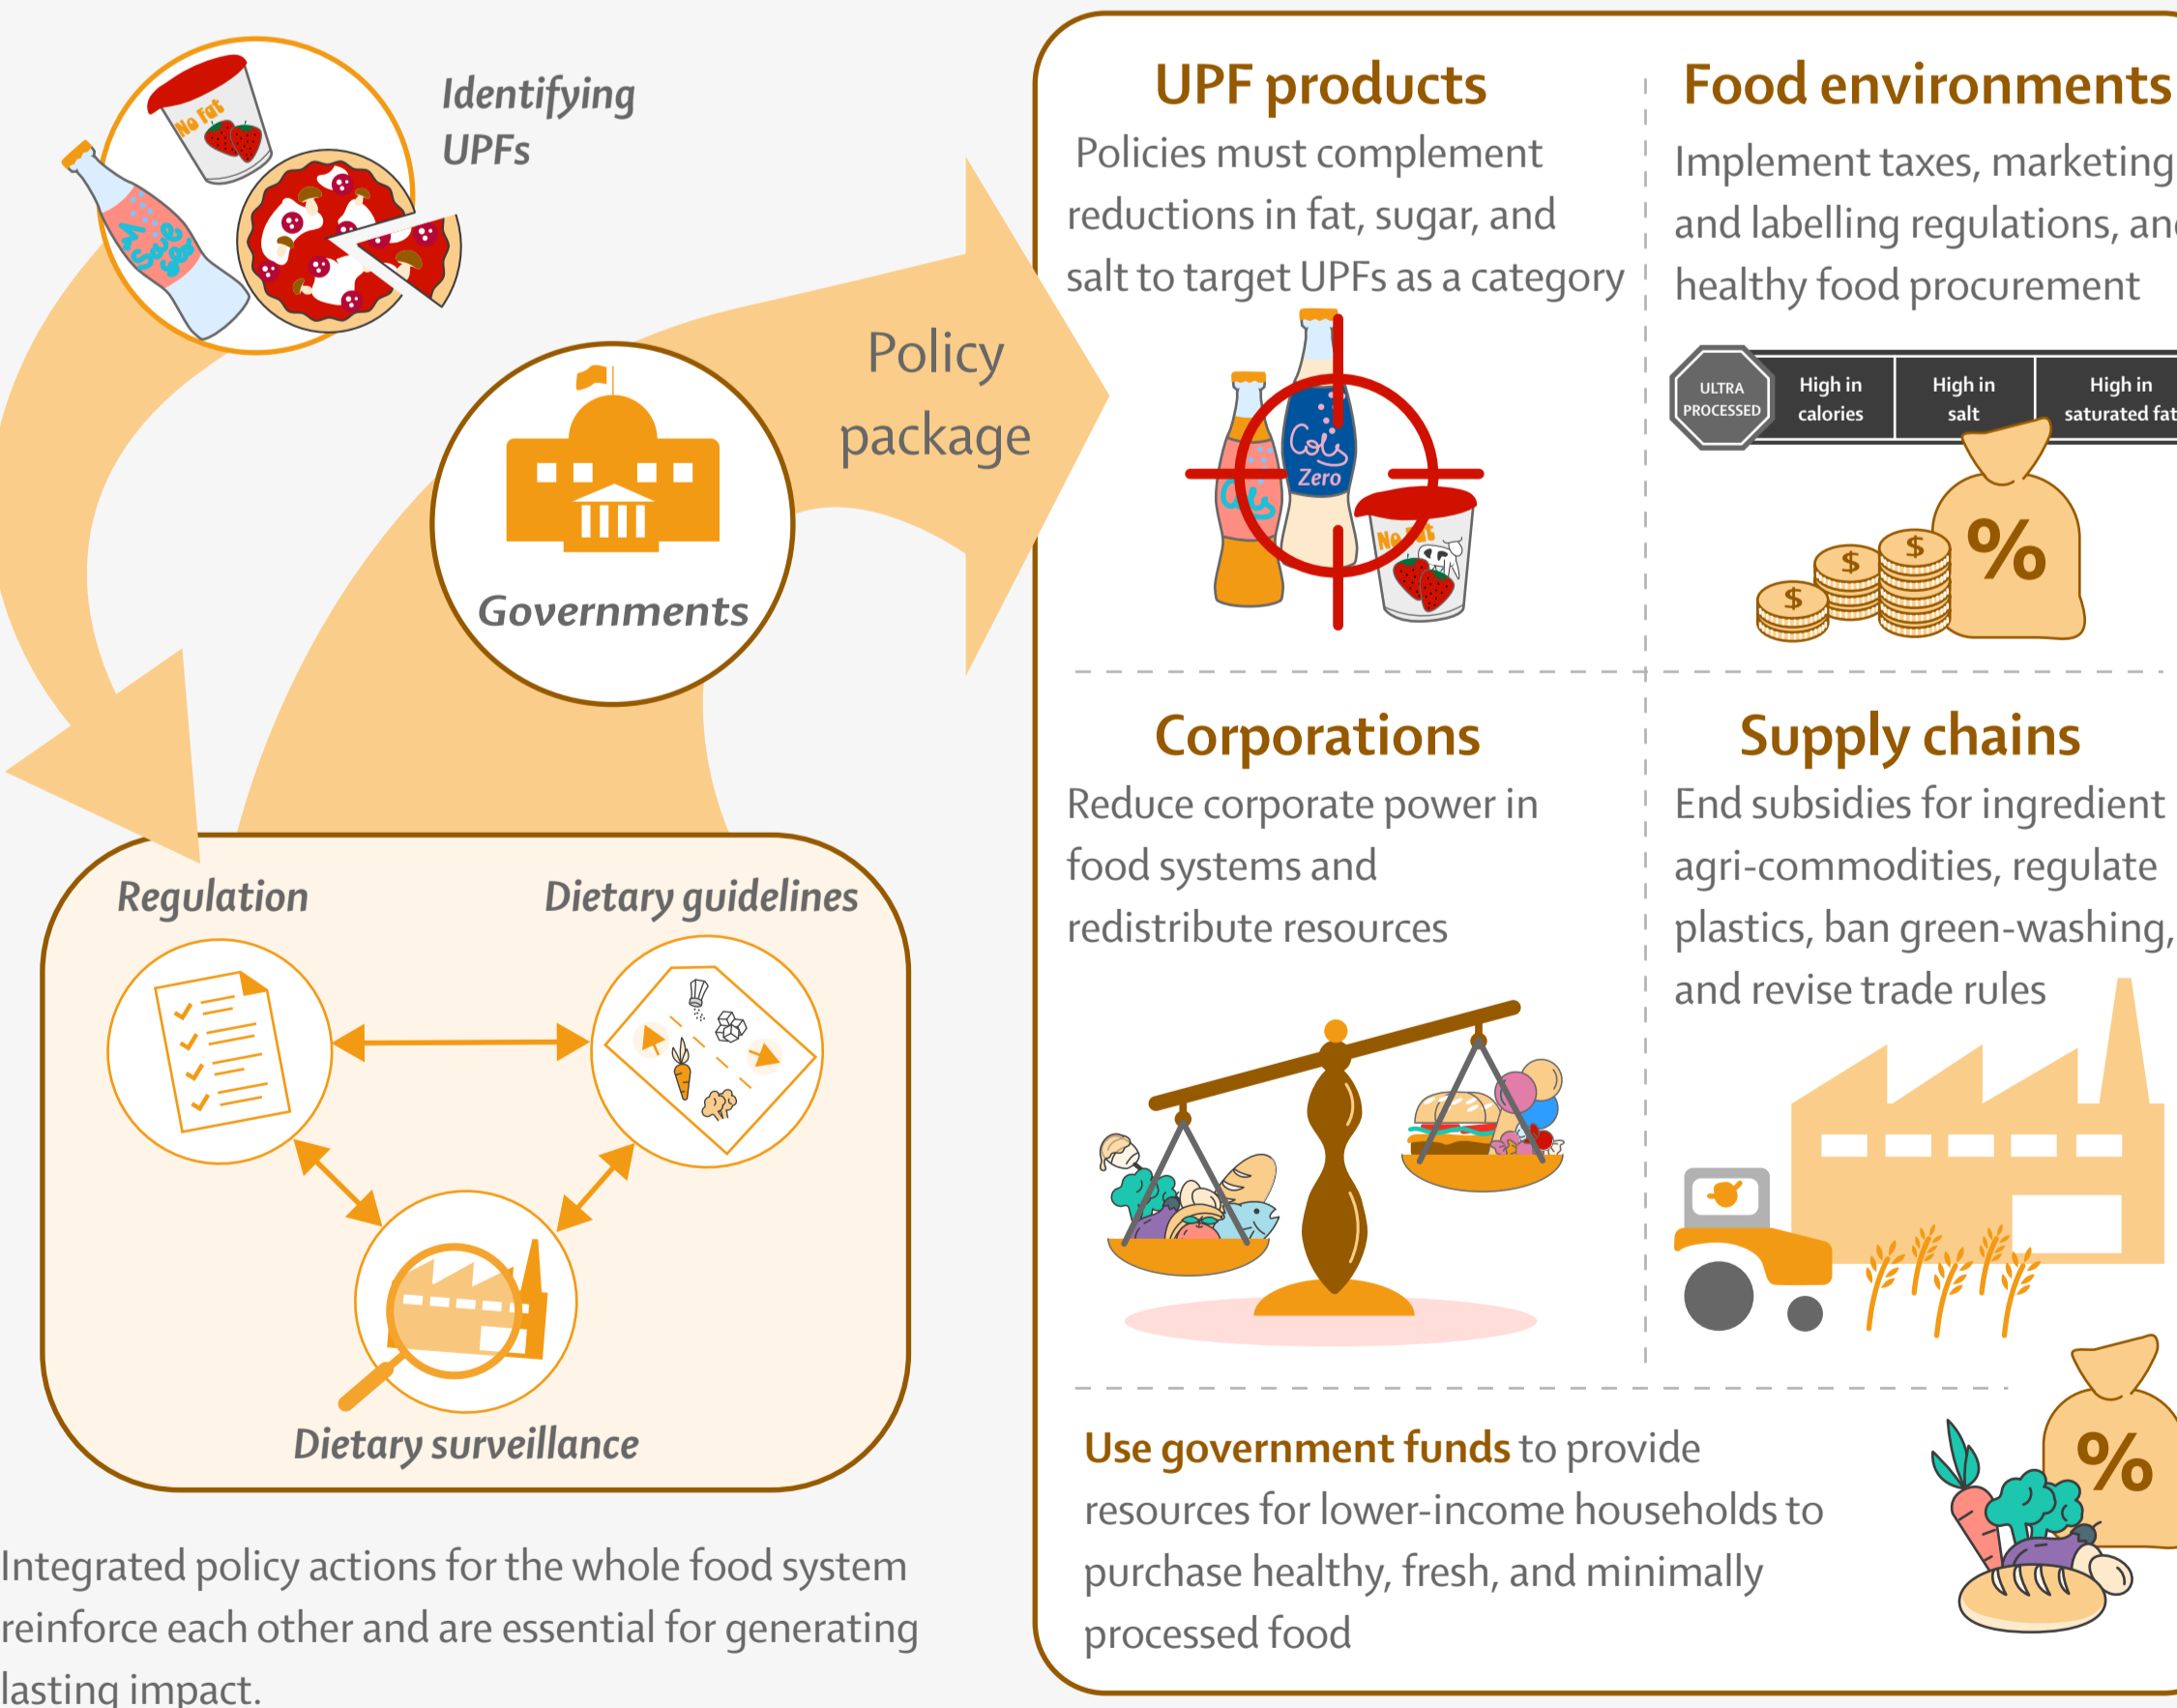 Identifying
UPFs
No Fat
Policy
package
Governments
Regulation
Dietary guidelines
Dietary surveillance
Integrated policy actions for the whole food system
reinforce each other and are essential for generating
lasting impact.
UPF products
Policies must complement
reductions in fat, sugar, and
salt to target UPFs as a category
Zero
No Fat
Food environments
Implement taxes, marketing
and labelling regulations, and
healthy food procurement
ULTRA
PROCESSED
High in
calories
High in
salt
High in
saturated fat
$
$
$
%
Corporations
Reduce corporate power in
food systems and
redistribute resources
Supply chains
End subsidies for ingredient
agri-commodities, regulate
plastics, ban green-washing,
and revise trade rules
Use government funds to provide
resources for lower-income households to
purchase healthy, fresh, and minimally
processed food
%